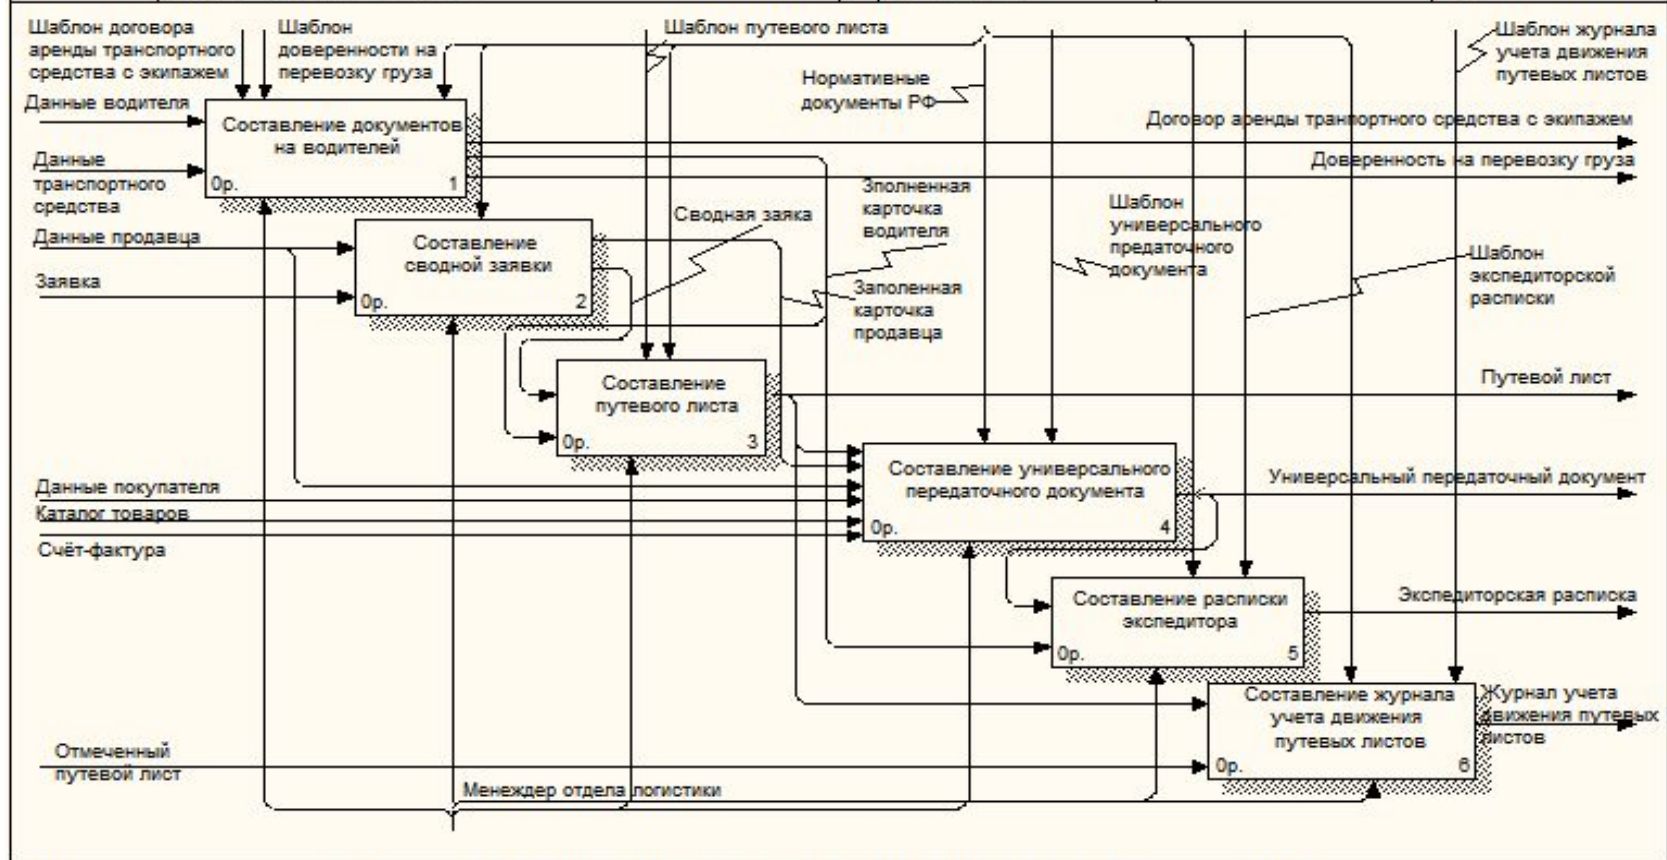 Шаблон договора
аренды транспортного
средства с экипажем
Шаблон
доверенности на
перевозку груза
Шаблон путевого листа
Нормативные
документы РФ
Шаблон журнала
учета движения
путевых листов
Данные водителя
Составление документов
на водителей
0р.
1
Договор аренды транпортного средства с экипажем
Доверенность на перевозку груза
Данные
транспортного
средства
Данные продавца
Заявка
Составление
сводной заявки
0р.
2
Сводная заяка
Зполненная
карточка
водителя
Заполенная
карточка
продавца
Шаблон
универсального
предаточного
документа
Шаблон
экспедиторской
расписки
Составление
путевого листа
0р.
3
Путевой лист
Данные покупателя
Каталог товаров
Счёт-фактура
Составление универсального
передаточного документа
0р.
4
Универсальный передаточный документ
Составление расписки
экспедитора
0р.
5
Экспедиторская расписка
Составление журнала
учета движения
путевых листов
0р.
6
Журнал учета
движения путевых
листов
Отмеченный
путевой лист
Менеждер отдела логистики